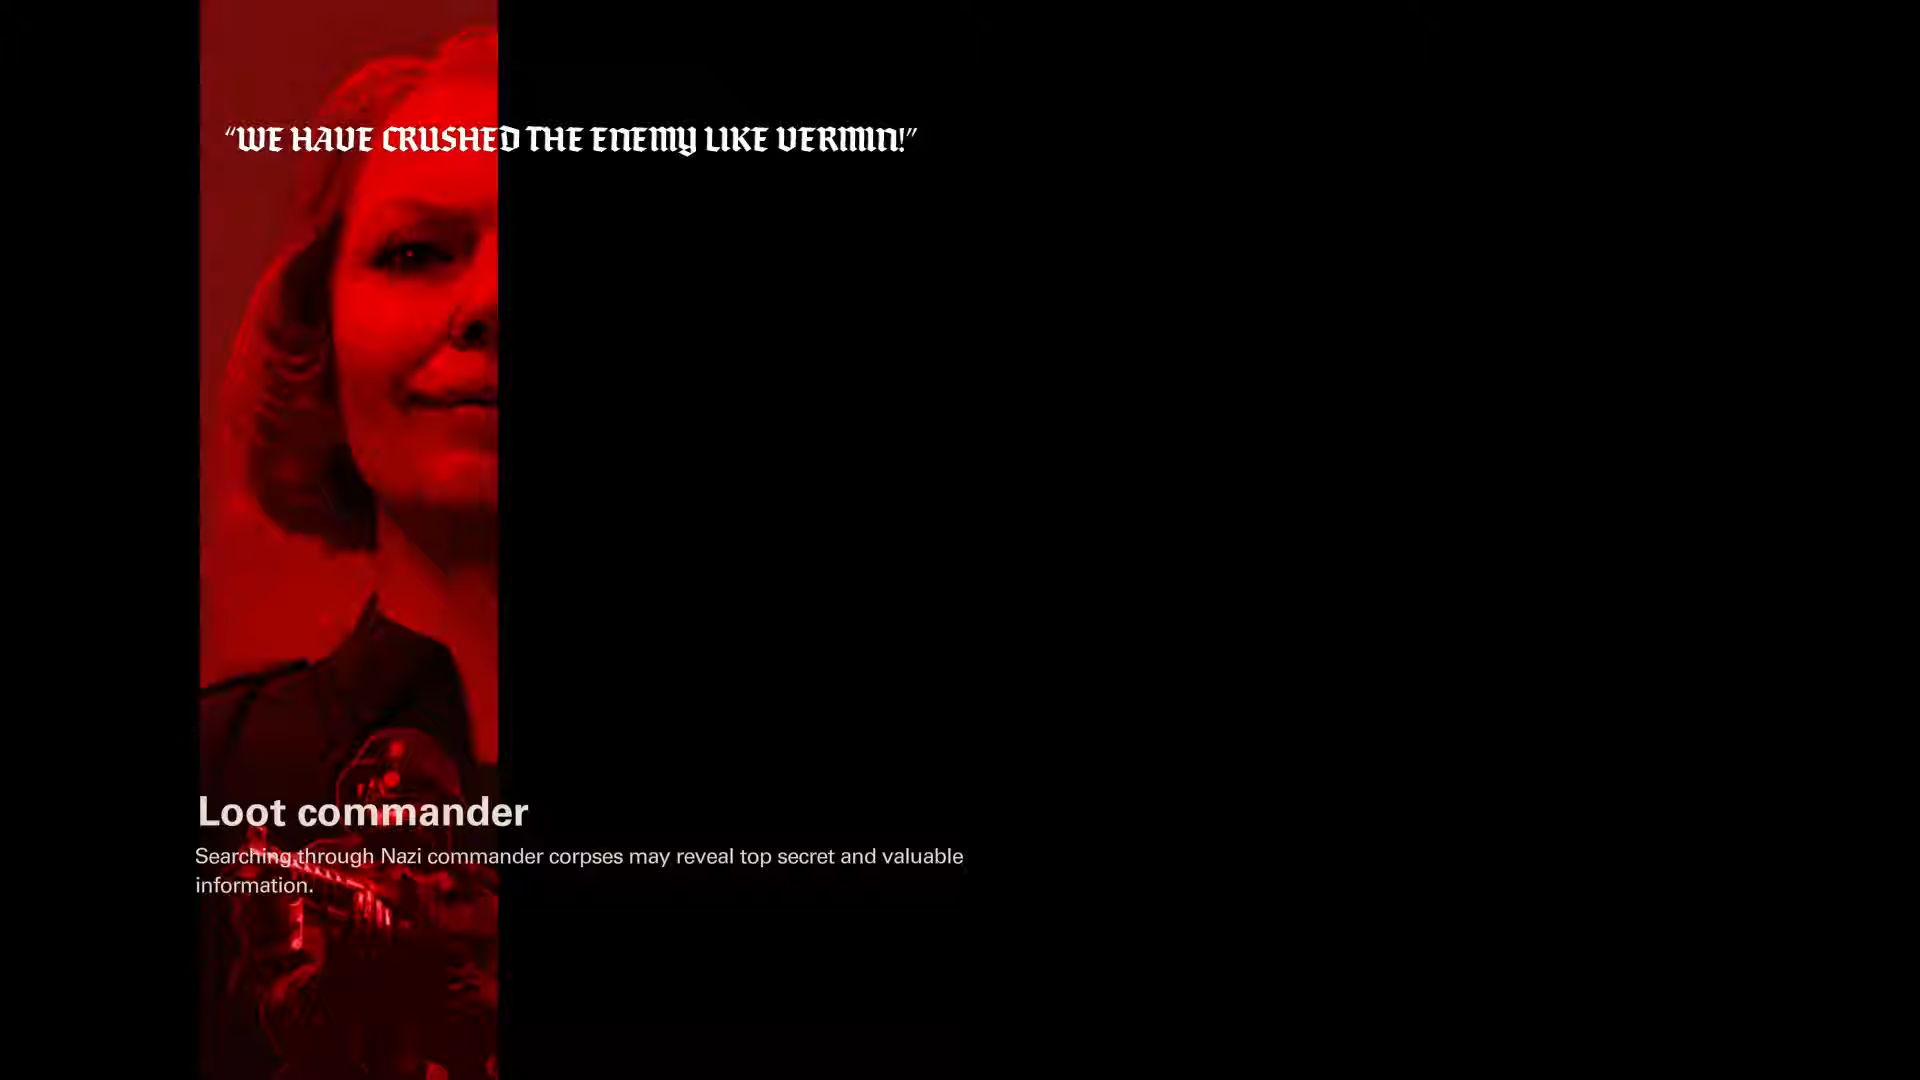 “WE HAVE CRUSHED THE ENEMY LIKE VERMIN!”
Loot commander
Searching through Nazi commander corpses may reveal top secret and valuable
information.